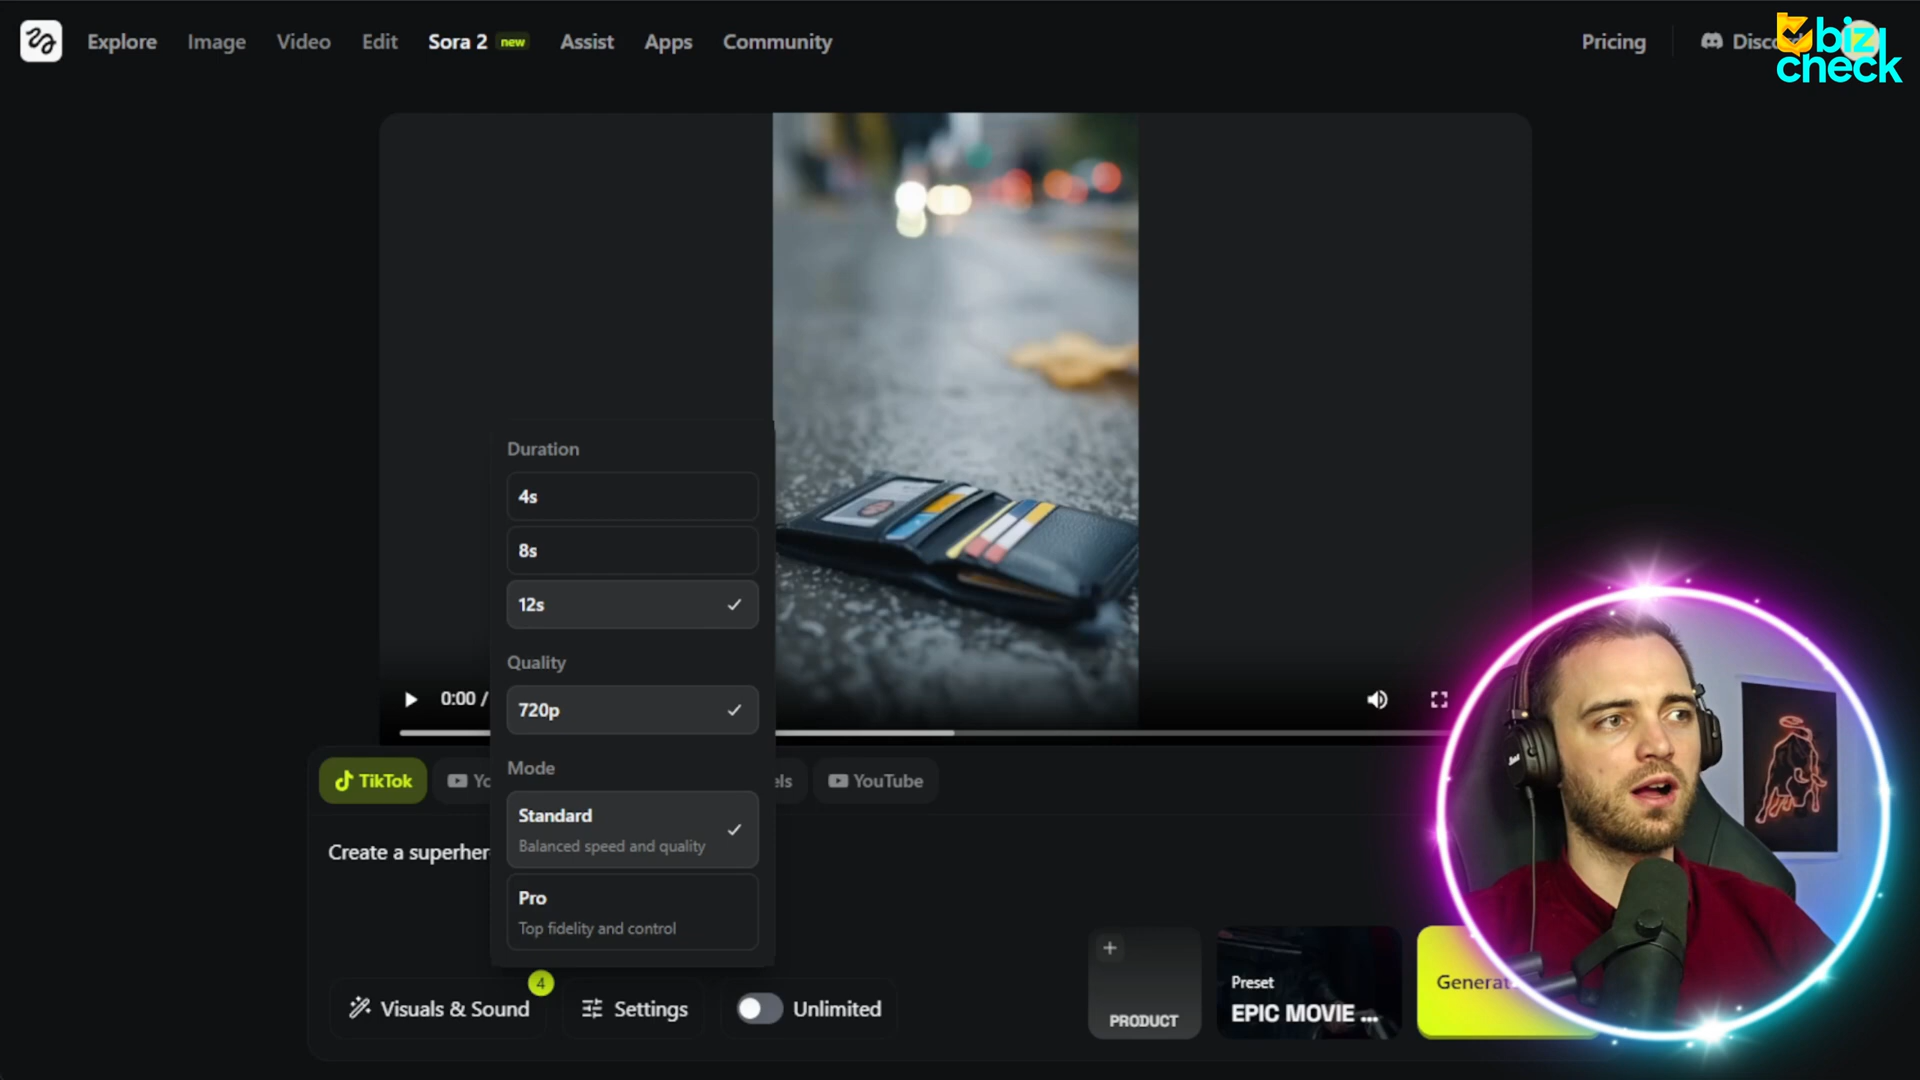 Explore Image Video Edit Sora 2 new Assist Apps Community Pricing
biz
check
Duration
4s
8s
12s
Quality
720p
0:00 /
Mode
TikTok
YouTube
Standard
Balanced speed and quality
Create a superher
Pro
Top fidelity and control
4
Visuals & Sound
Settings
Unlimited
PRODUCT
Preset
EPIC MOVIE ...
Generat